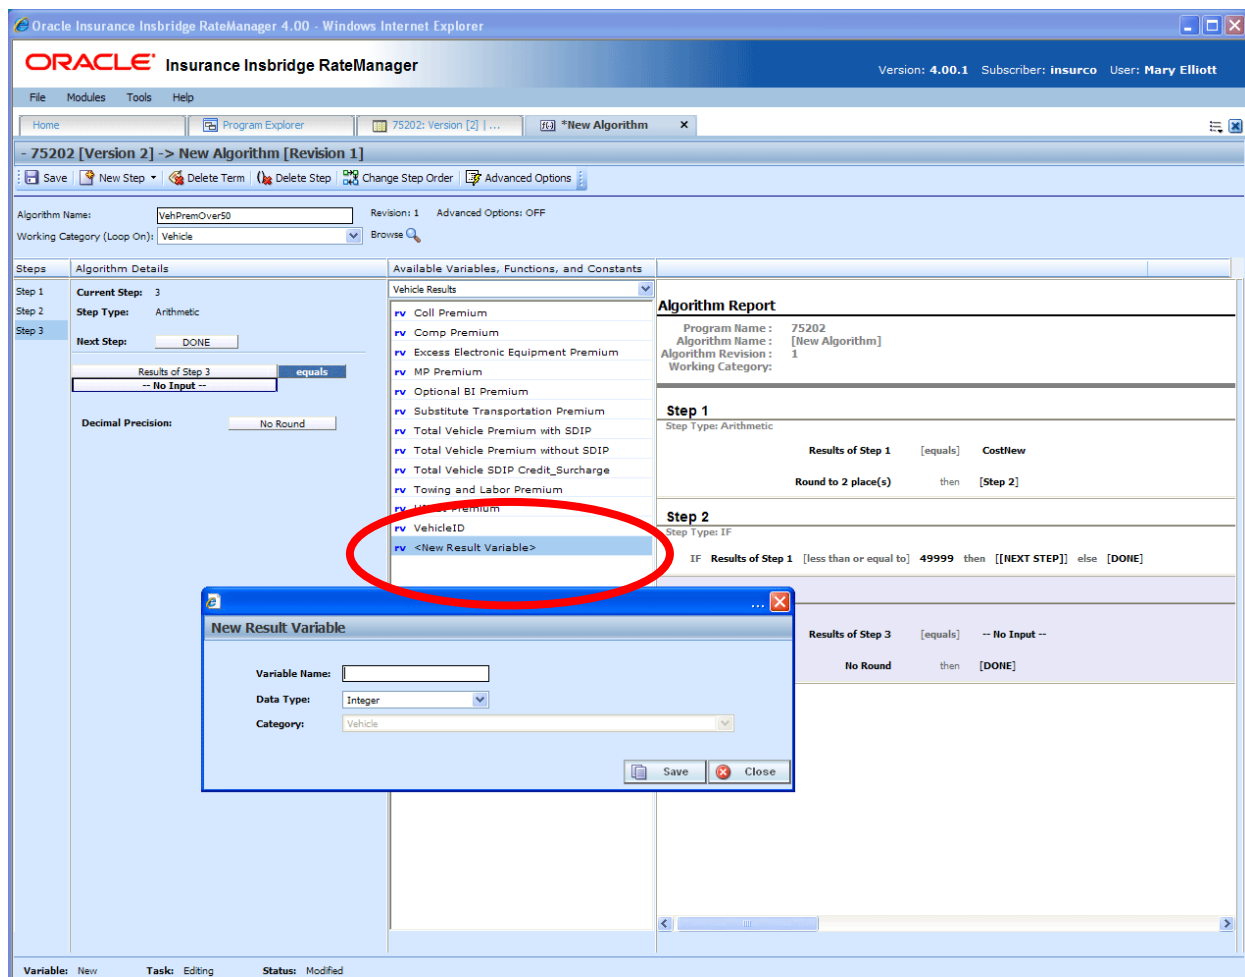 Oracle Insurance Insbridge RateManager 4.00 - Windows Internet Explorer
ORACLE Insurance Insbridge RateManager
Version: 4.00.1 Subscriber: insurco User: Mary Elliott
File Modules Tools Help
Home Program Explorer 75202: Version [2] | ... *New Algorithm x
- 75202 [Version 2] -> New Algorithm [Revision 1]
Save New Step Delete Term Delete Step Change Step Order Advanced Options
Algorithm Name: VehPremOver50 Revision: 1 Advanced Options: OFF
Working Category (Loop On): Vehicle Browse
Steps Algorithm Details Available Variables, Functions, and Constants
Step 1
Step 2
Step 3
Current Step: 3
Step Type: Arithmetic
Next Step: DONE
Results of Step 3 equals
-- No Input --
Decimal Precision: No Round
Vehicle Results
rv Coll Premium
rv Comp Premium
rv Excess Electronic Equipment Premium
rv MP Premium
rv Optional BI Premium
rv Substitute Transportation Premium
rv Total Vehicle Premium with SDIP
rv Total Vehicle Premium without SDIP
rv Total Vehicle SDIP Credit_Surcharge
rv Towing and Labor Premium
rv Premium
rv VehicleID
rv <New Result Variable>
Algorithm Report
Program Name : 75202
Algorithm Name : [New Algorithm]
Algorithm Revision : 1
Working Category:
Step 1
Step Type: Arithmetic
Results of Step 1 [equals] CostNew
Round to 2 place(s) then [Step 2]
Step 2
Step Type: IF
IF Results of Step 1 [less than or equal to] 49999 then [[NEXT STEP]] else [DONE]
Results of Step 3 [equals] -- No Input --
No Round then [DONE]
...
New Result Variable
Variable Name:
Data Type: Integer
Category: Vehicle
Save Close
Variable: New Task: Editing Status: Modified